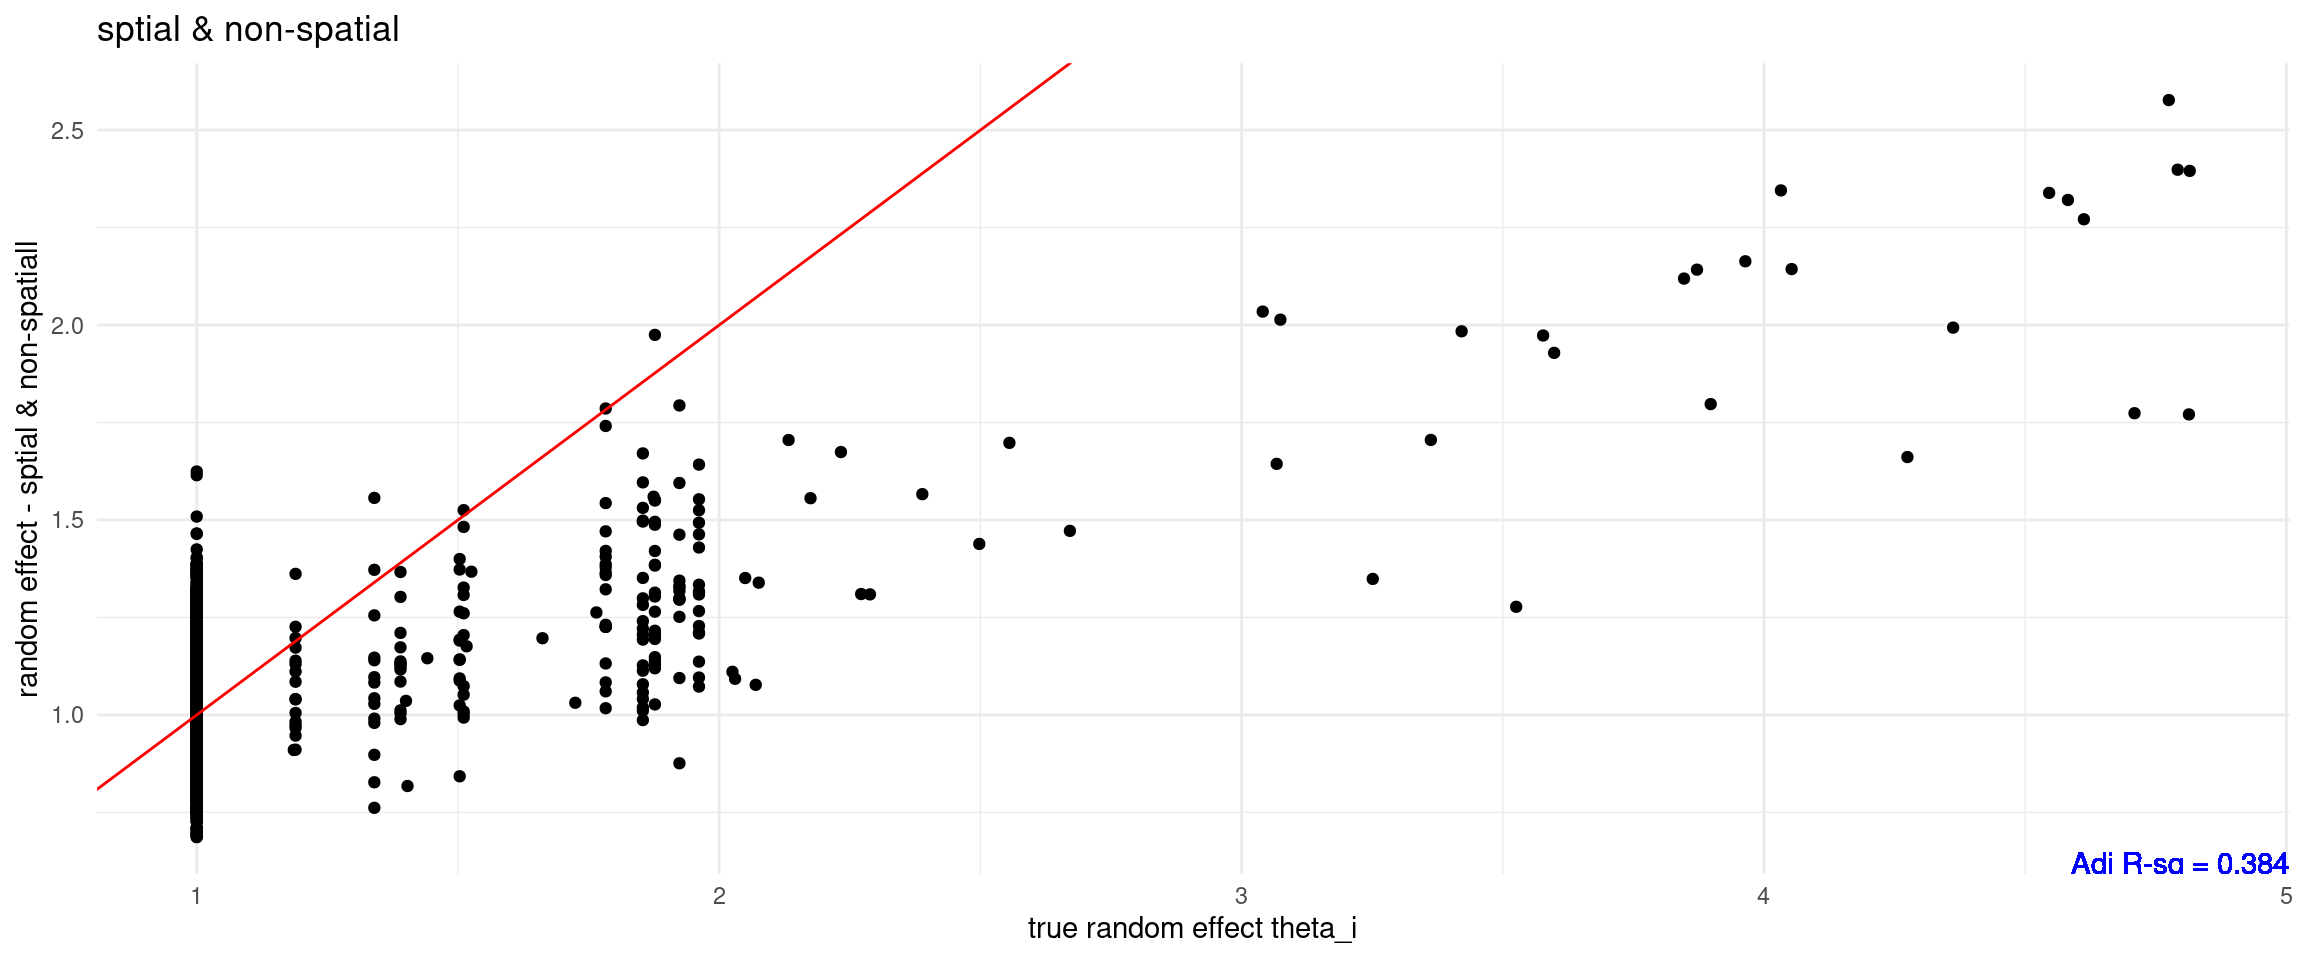 sptial & non-spatial
random effect - sptial & non-spatiall
2.5
2.0
1.5
1.0
Adj R-sq = 0.384
1 2 3 4 5
true random effect theta_i